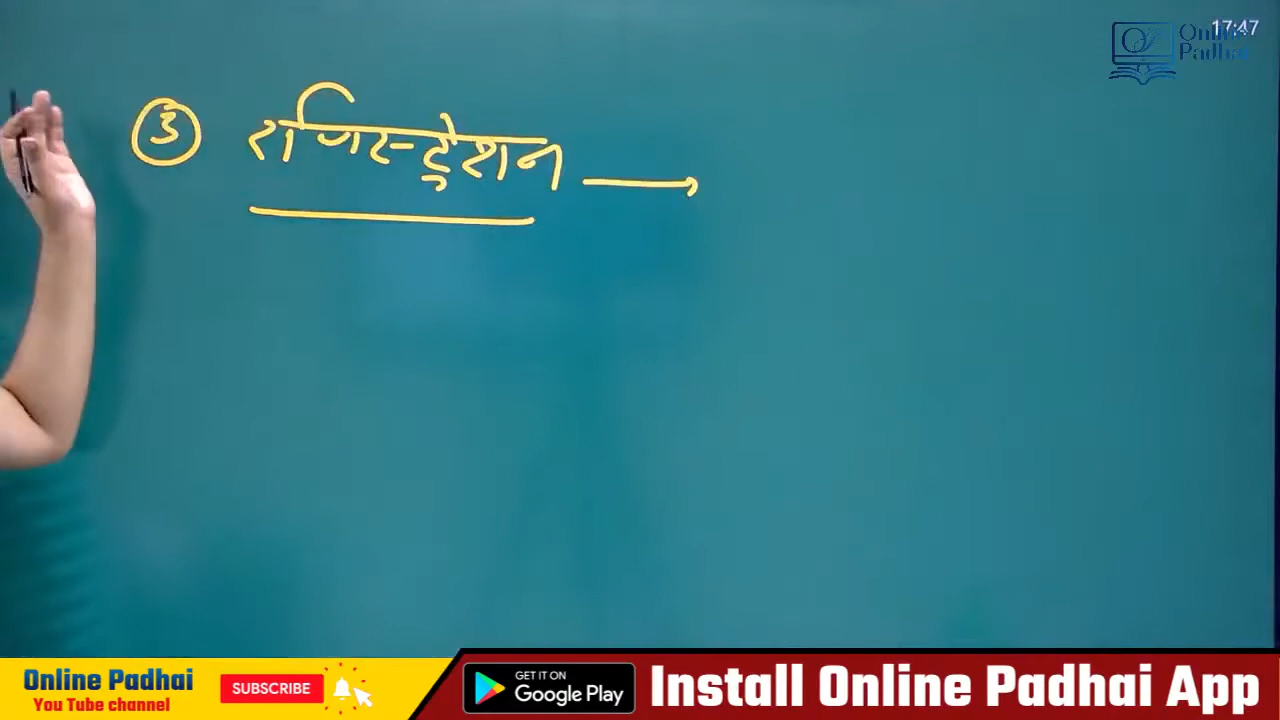 17:47
Online
Padhai
3 राजिस्ट्रेशन
Online Padhai
You Tube channel
SUBSCRIBE
GET IT ON
Google Play
Install Online Padhai App